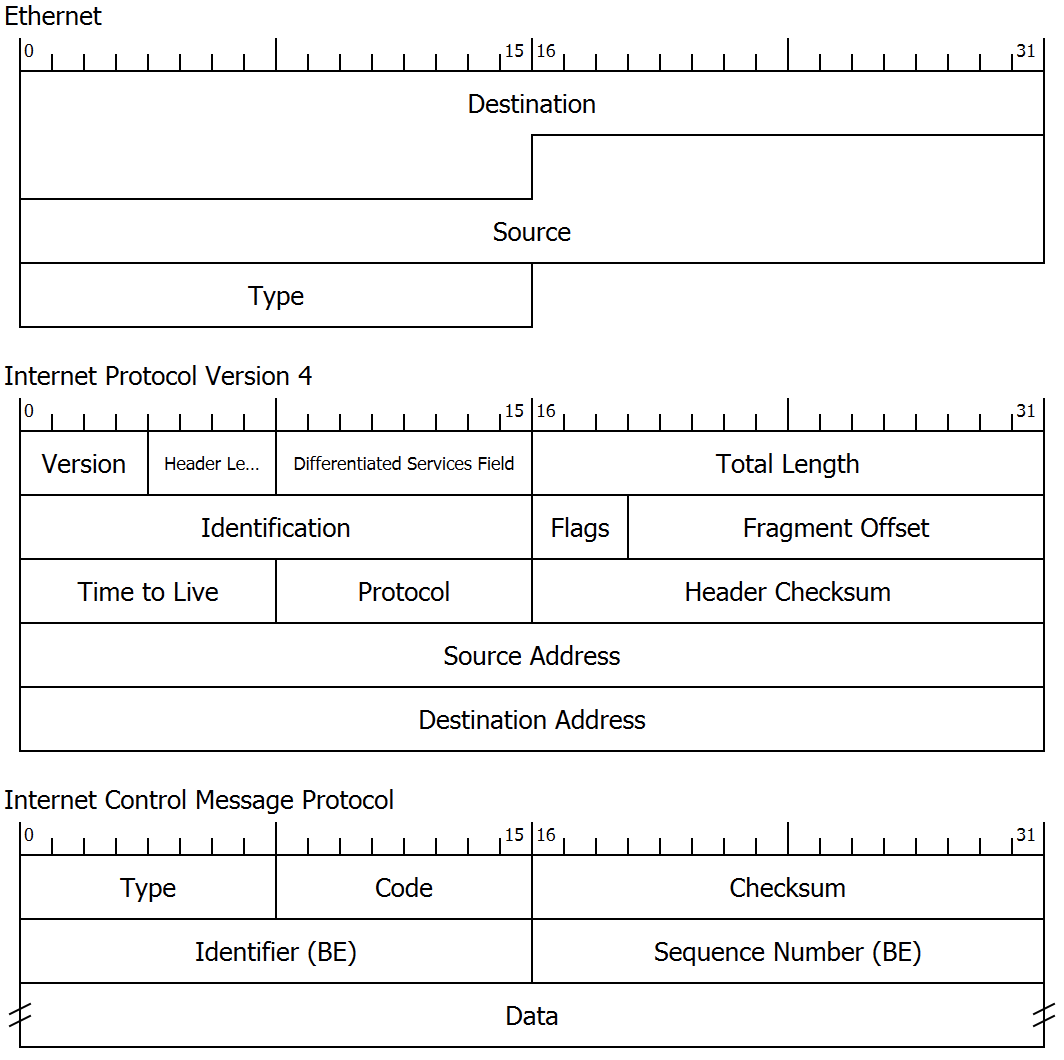 Ethernet
0 15 16 31
Destination
Source
Type
Internet Protocol Version 4
0 15 16 31
Version Header Le... Differentiated Services Field Total Length
Identification Flags Fragment Offset
Time to Live Protocol Header Checksum
Source Address
Destination Address
Internet Control Message Protocol
0 15 16 31
Type Code Checksum
Identifier (BE) Sequence Number (BE)
Data